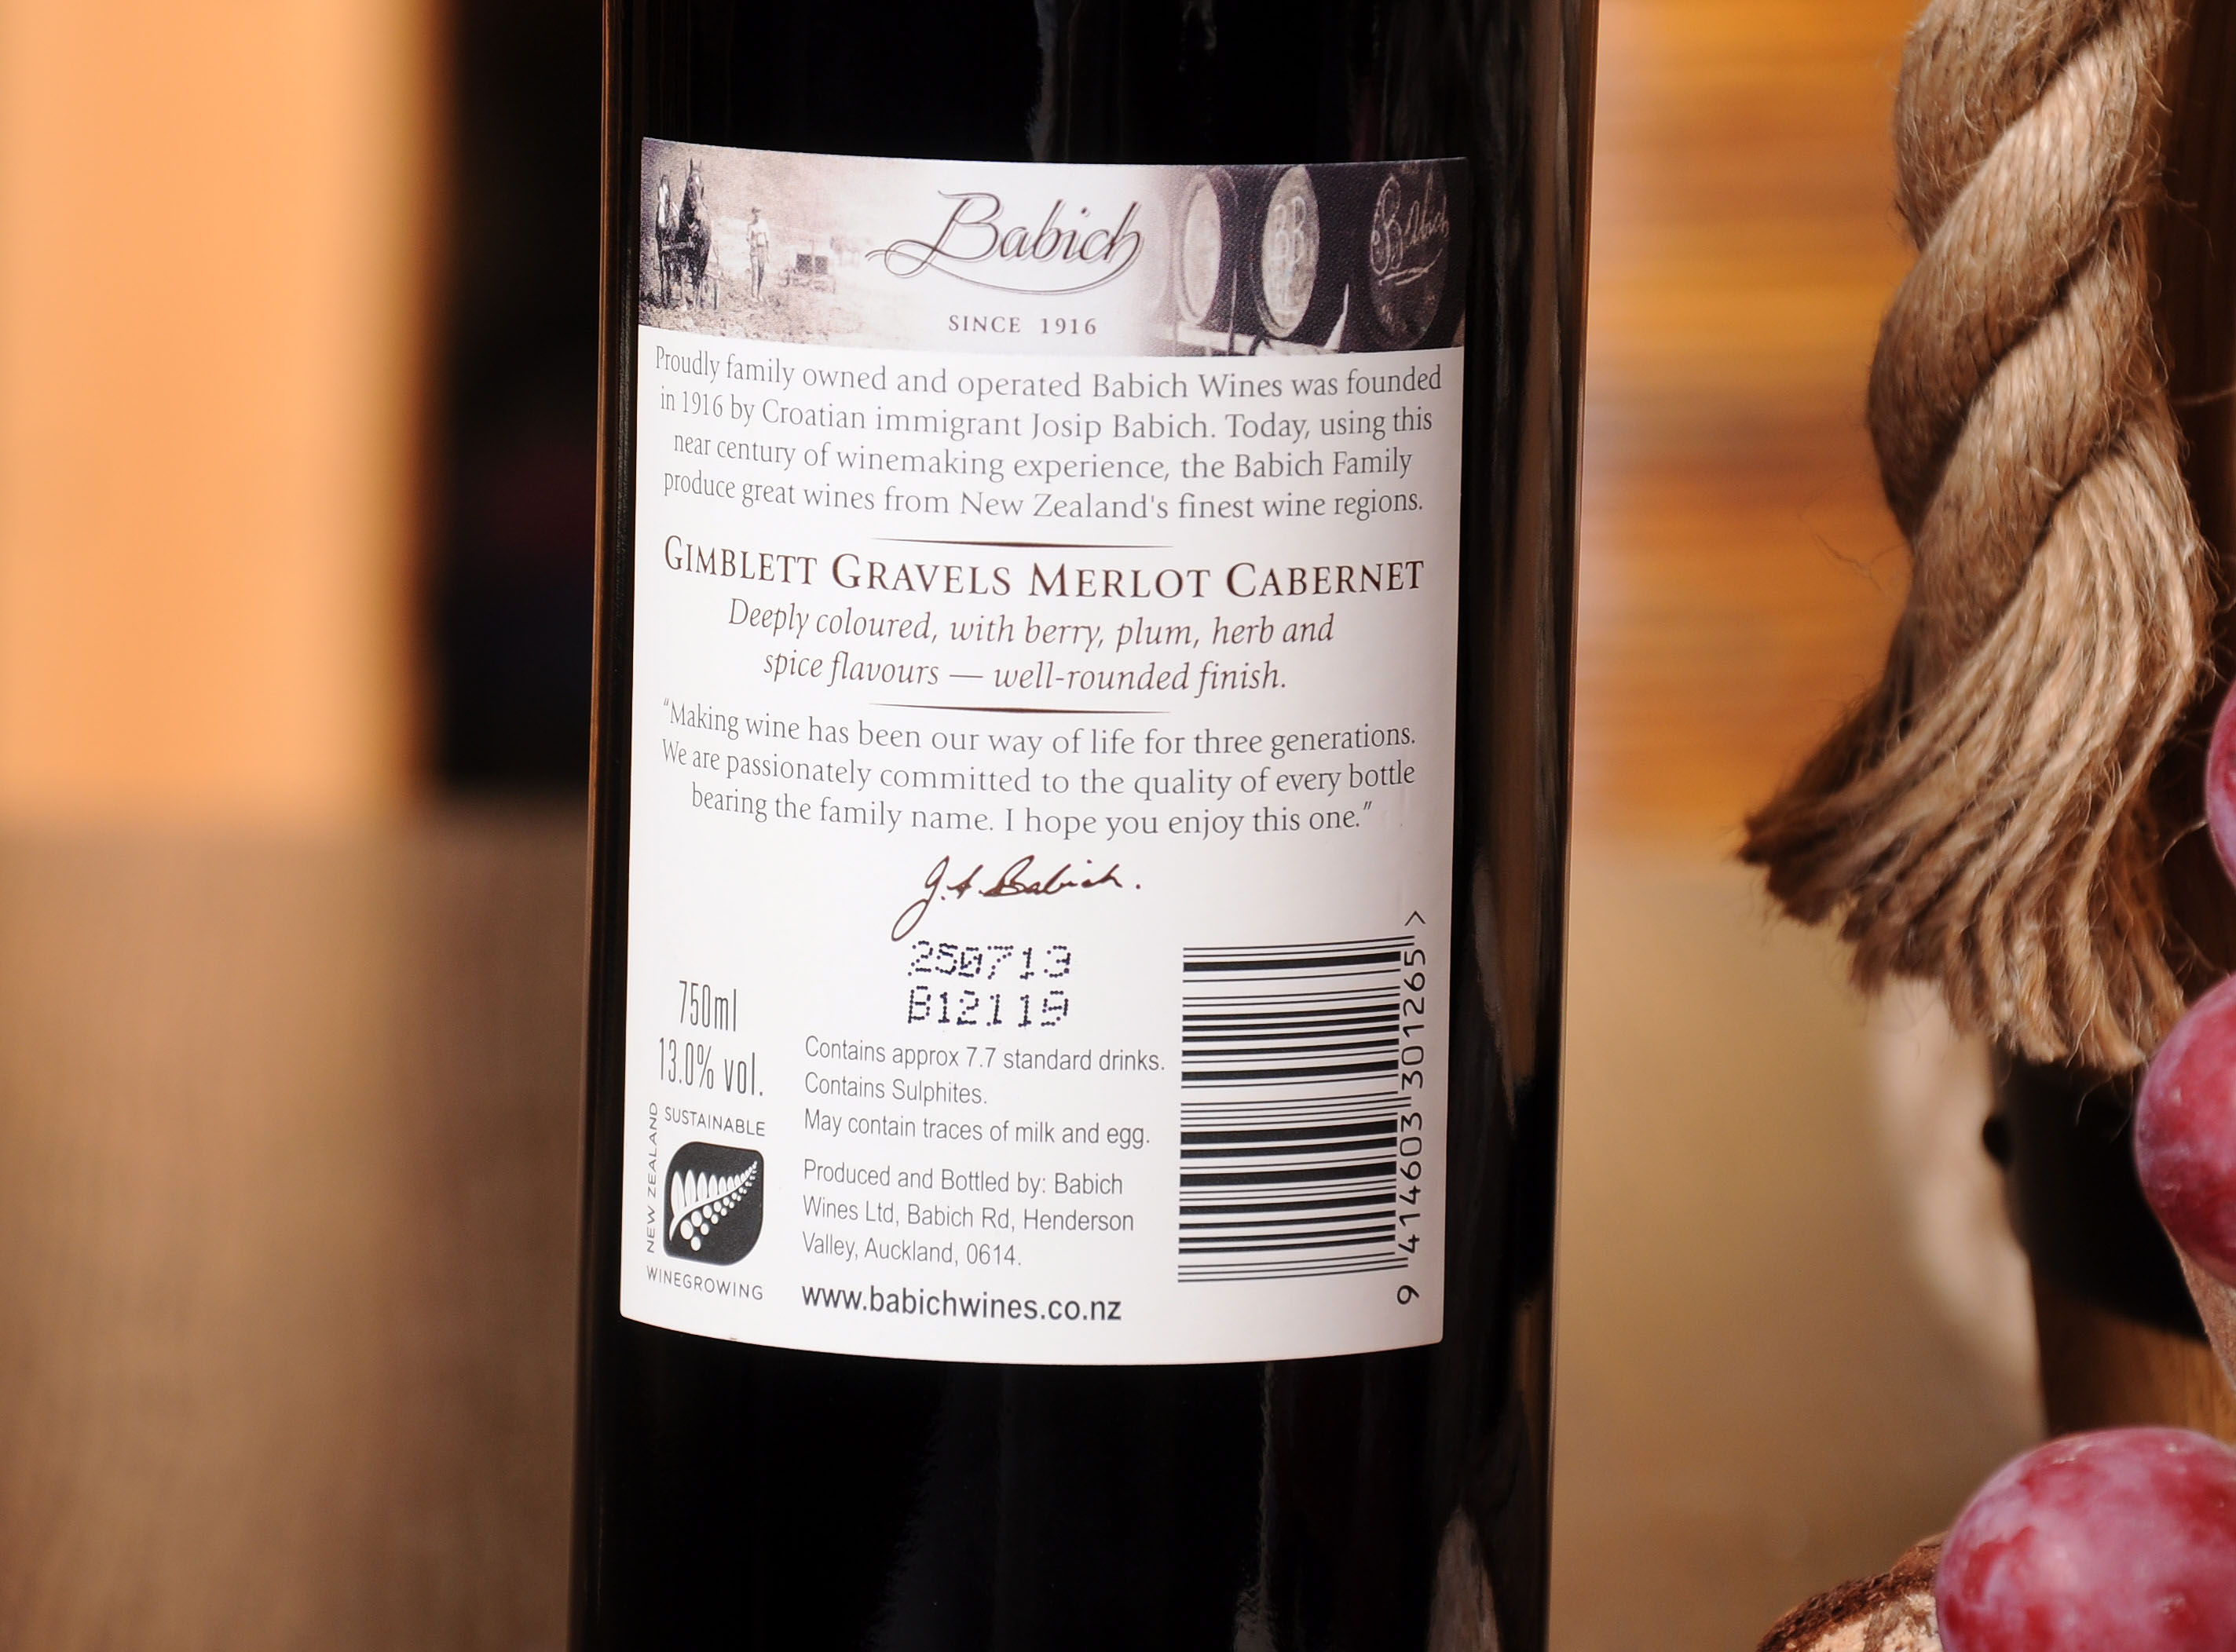 Babich
SINCE 1916
BB
Babich
Proudly family owned and operated Babich Wines was founded
in 1916 by Croatian immigrant Josip Babich. Today, using this
near century of winemaking experience, the Babich Family
produce great wines from New Zealand's finest wine regions.
GIMBLETT GRAVELS MERLOT CABERNET
Deeply coloured, with berry, plum, herb and
spice flavours — well-rounded finish.
“Making wine has been our way of life for three generations.
We are passionately committed to the quality of every bottle
bearing the family name. I hope you enjoy this one.”
J.A. Babich.
250713
B12119
750ml
13.0% vol.
NEW ZEALAND
SUSTAINABLE
WINEGROWING
Contains approx 7.7 standard drinks.
Contains Sulphites.
May contain traces of milk and egg.
Produced and Bottled by: Babich
Wines Ltd, Babich Rd, Henderson
Valley, Auckland, 0614.
www.babichwines.co.nz
9 414603 301265 >